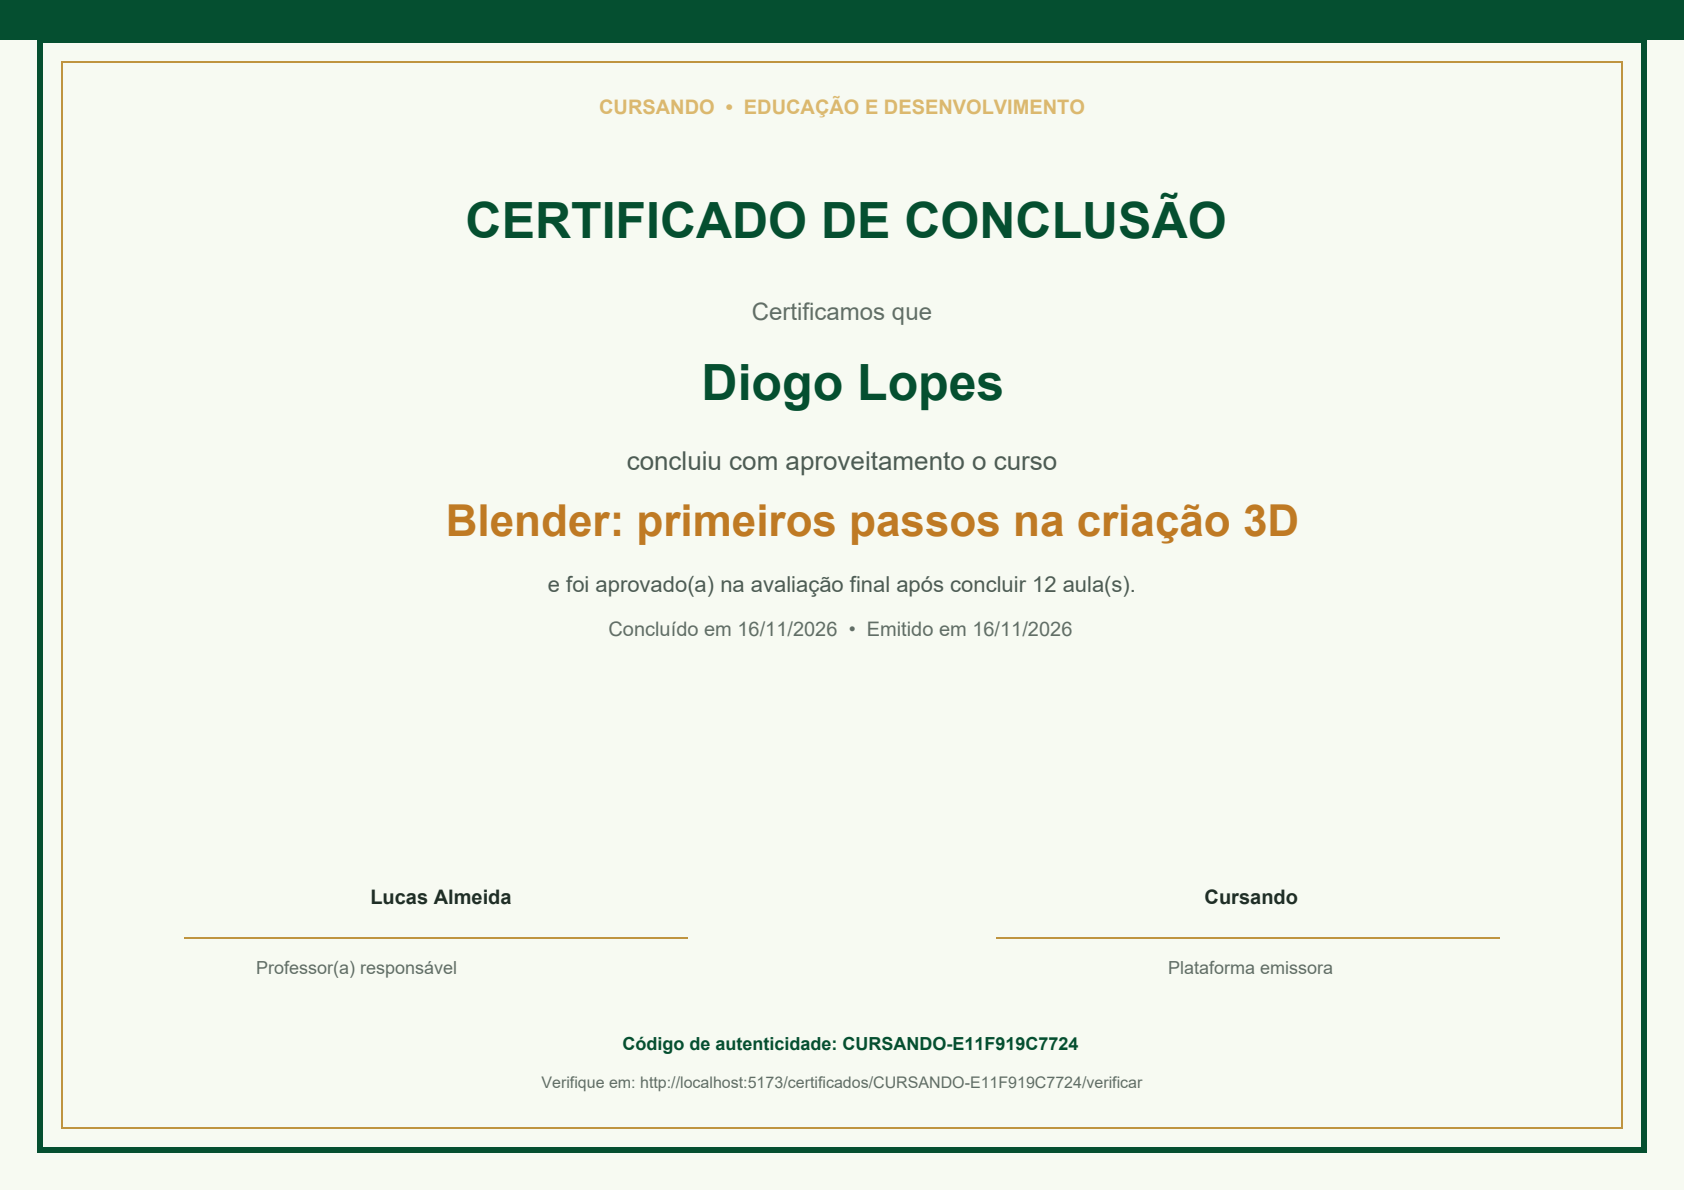 CURSANDO • EDUCAÇÃO E DESENVOLVIMENTO
CERTIFICADO DE CONCLUSÃO
Certificamos que
Diogo Lopes
concluiu com aproveitamento o curso
Blender: primeiros passos na criação 3D
e foi aprovado(a) na avaliação final após concluir 12 aula(s).
Concluído em 16/11/2026 • Emitido em 16/11/2026
Lucas Almeida
Professor(a) responsável
Cursando
Plataforma emissora
Código de autenticidade: CURSANDO-E11F919C7724
Verifique em: http://localhost:5173/certificados/CURSANDO-E11F919C7724/verificar